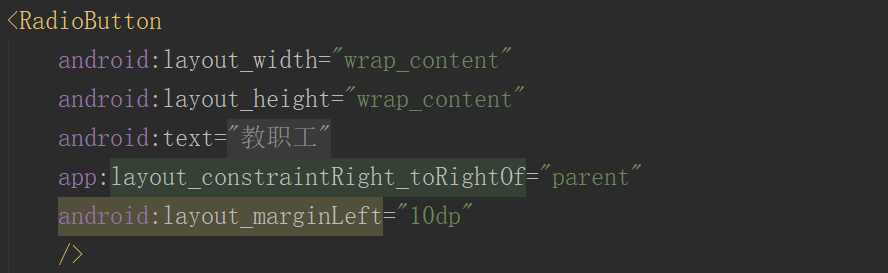 <RadioButton
android:layout_width="wrap_content"
android:layout_height="wrap_content"
android:text="教职工"
app:layout_constraintRight_toRightOf="parent"
android:layout_marginLeft="10dp"
/>